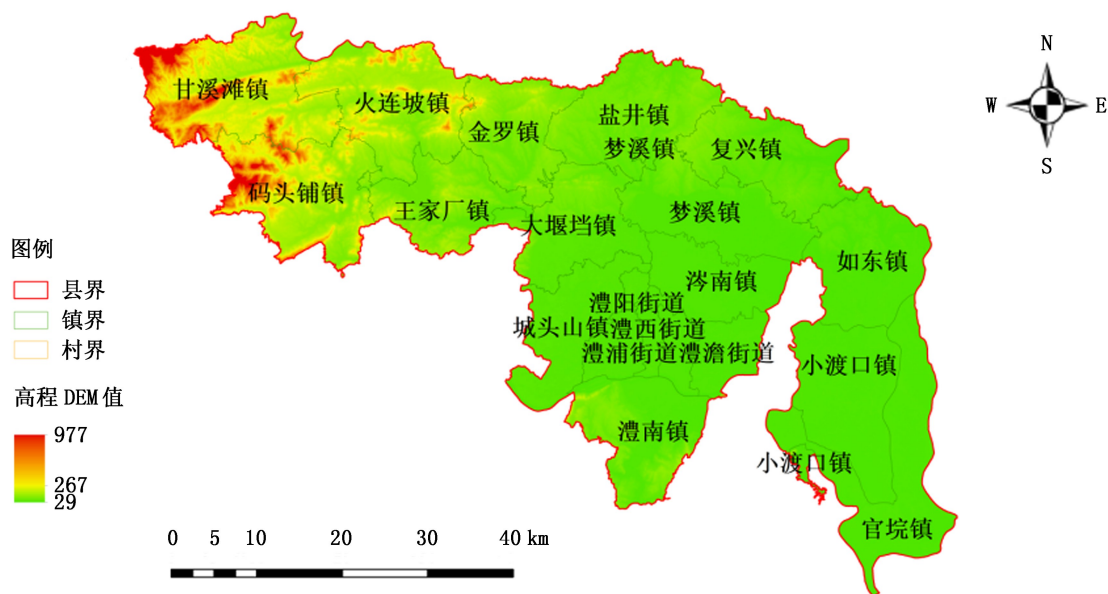 N
W
E
S
甘溪滩镇
火连坡镇
金罗镇
盐井镇
梦溪镇
复兴镇
码头铺镇
王家厂镇
大堰垱镇
梦溪镇
如东镇
涔南镇
澧阳街道
城头山镇
澧西街道
澧浦街道
澧澹街道
小渡口镇
澧南镇
小渡口镇
官垸镇
图例
县界
镇界
村界
高程 DEM 值
977
267
29
0 5 10 20 30 40 km